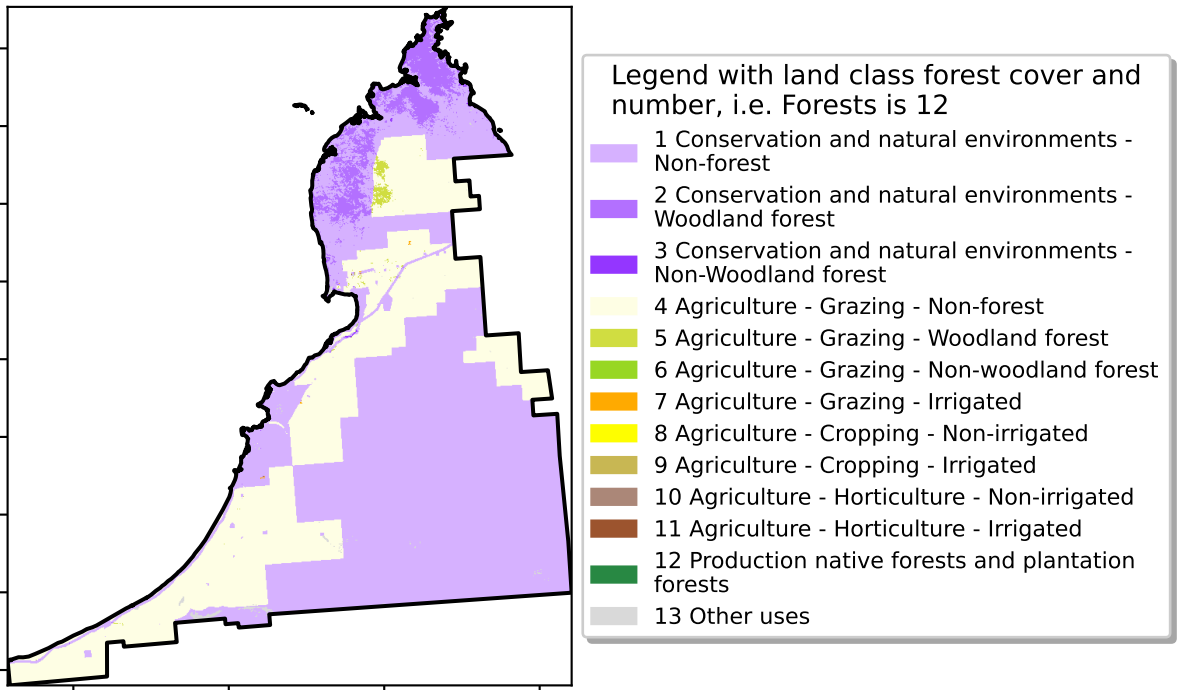 Legend with land class forest cover and
number, i.e. Forests is 12
1 Conservation and natural environments -
Non-forest
2 Conservation and natural environments -
Woodland forest
3 Conservation and natural environments -
Non-Woodland forest
4 Agriculture - Grazing - Non-forest
5 Agriculture - Grazing - Woodland forest
6 Agriculture - Grazing - Non-woodland forest
7 Agriculture - Grazing - Irrigated
8 Agriculture - Cropping - Non-irrigated
9 Agriculture - Cropping - Irrigated
10 Agriculture - Horticulture - Non-irrigated
11 Agriculture - Horticulture - Irrigated
12 Production native forests and plantation
forests
13 Other uses